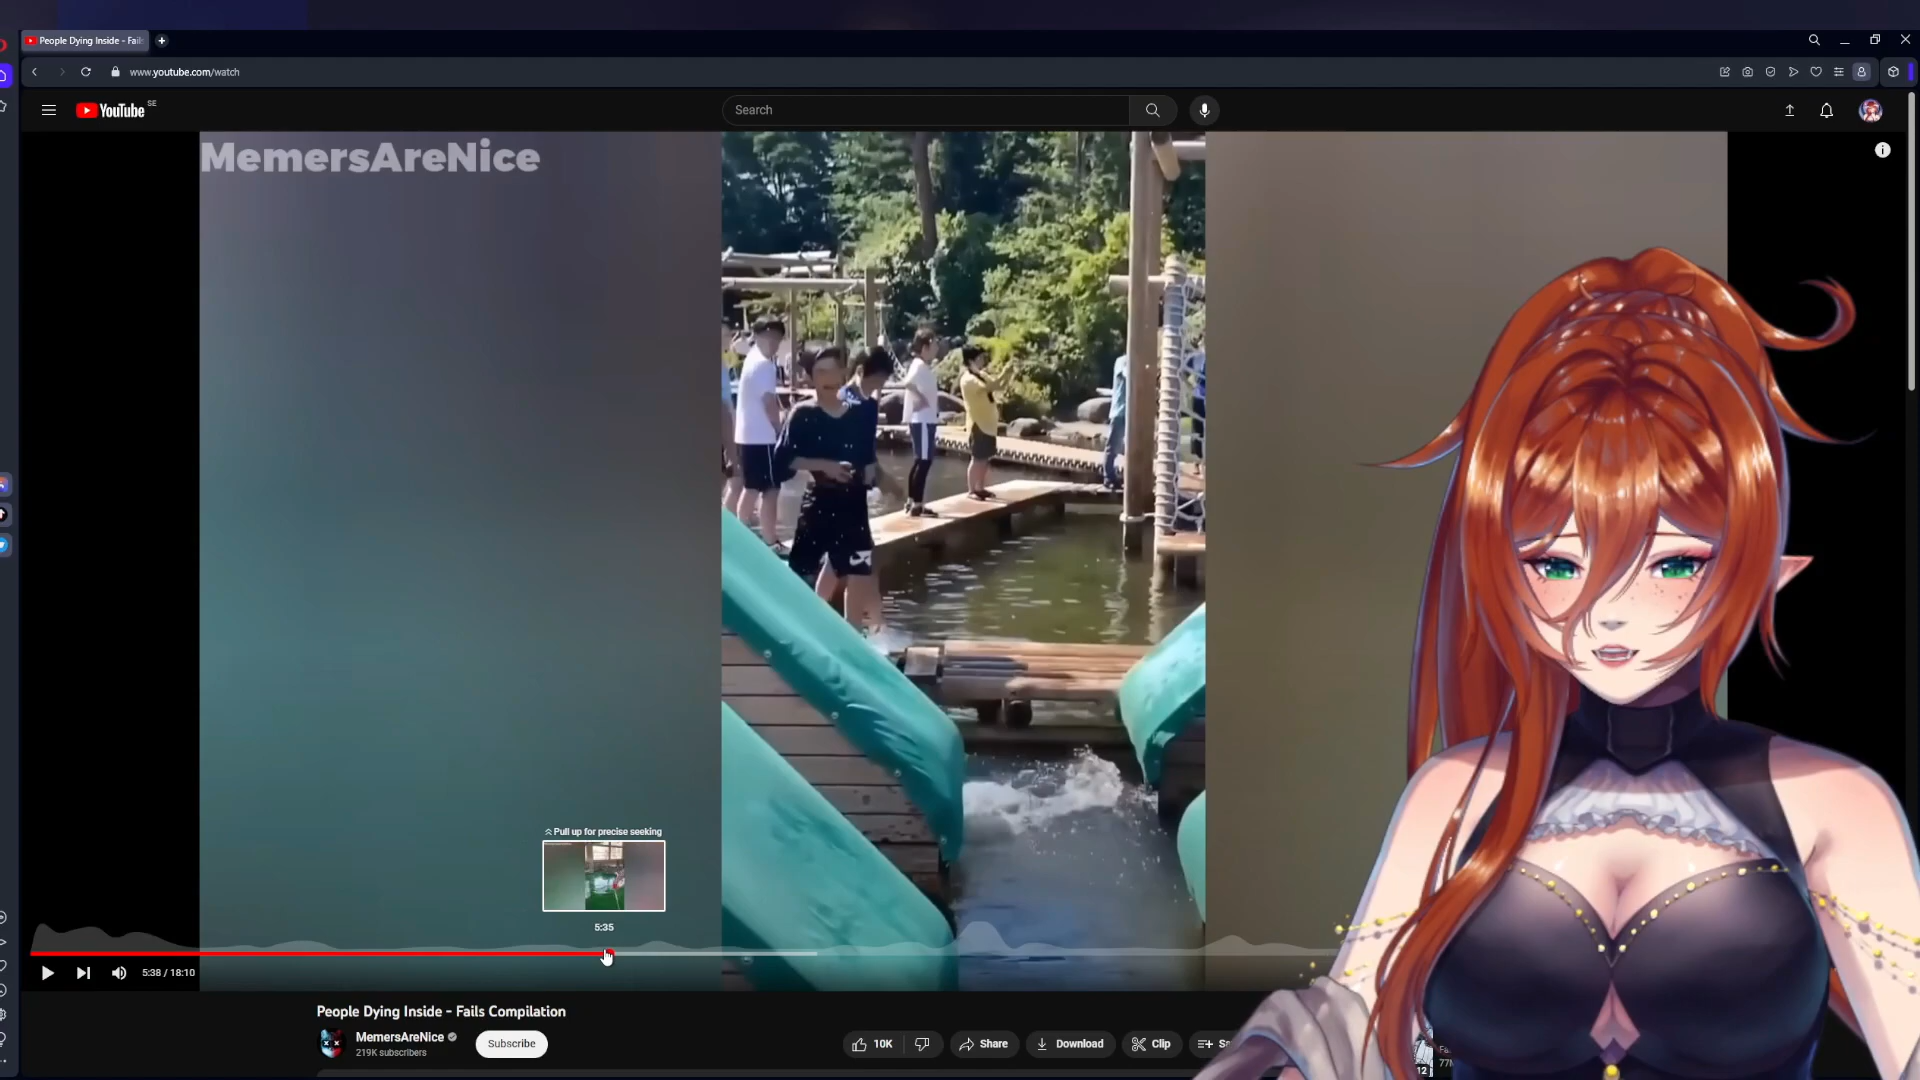 People Dying Inside - Fail
www.youtube.com/watch
YouTube SE
Search
MemersAreNice
Pull up for precise seeking
5:35
5:38 / 18:10
People Dying Inside - Fails Compilation
MemersAreNice
219K subscribers
Subscribe
10K
Share
Download
Clip
12